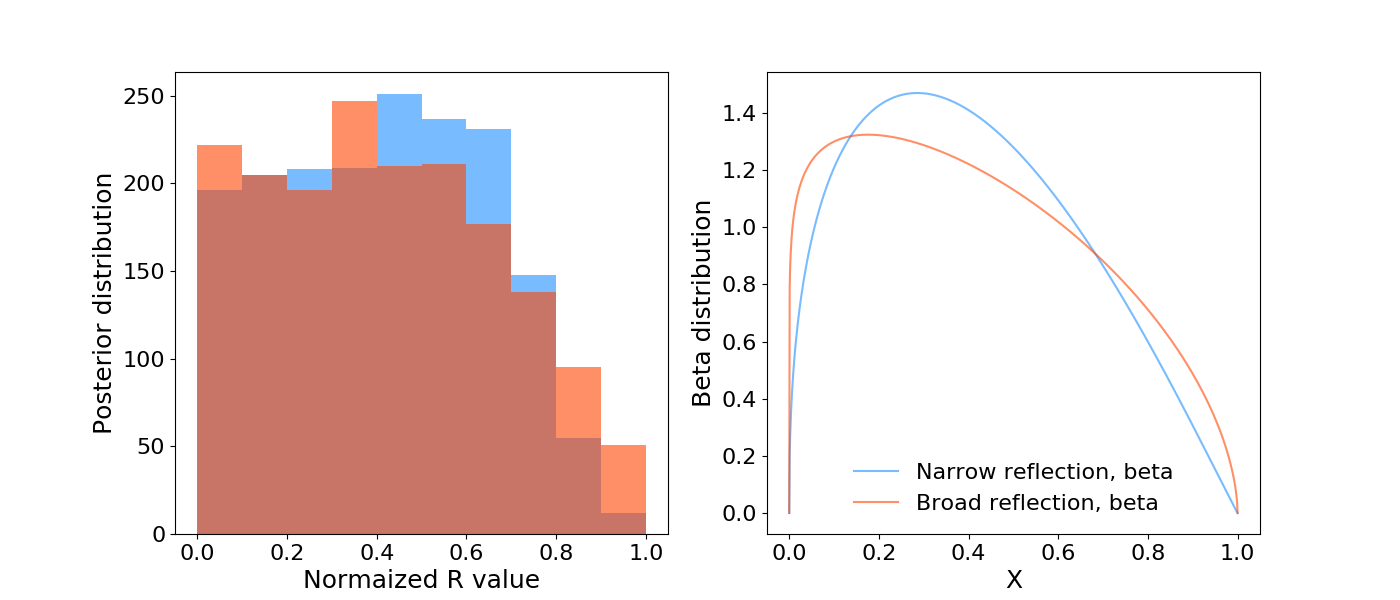 Posterior distribution
250
200
150
100
50
0
0.0 0.2 0.4 0.6 0.8 1.0
Normaized R value
Beta distribution
1.4
1.2
1.0
0.8
0.6
0.4
0.2
0.0
Narrow reflection, beta
Broad reflection, beta
0.0 0.2 0.4 0.6 0.8 1.0
X